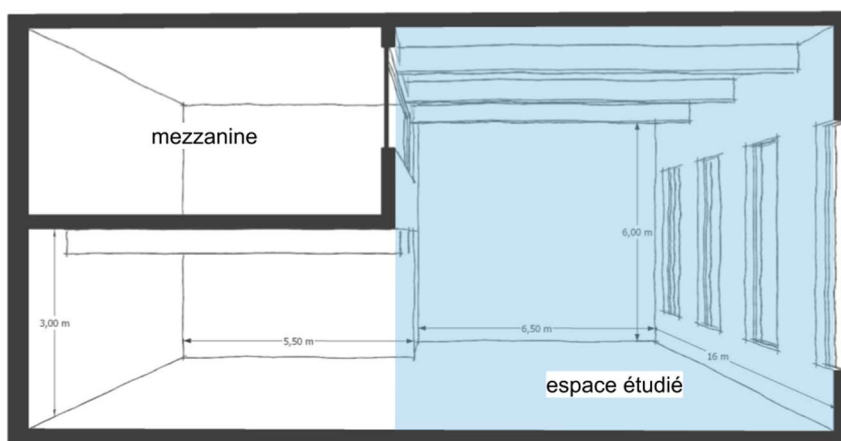 mezzanine
6,00 m
3,00 m
5,50 m
6,50 m
16 m
espace étudié